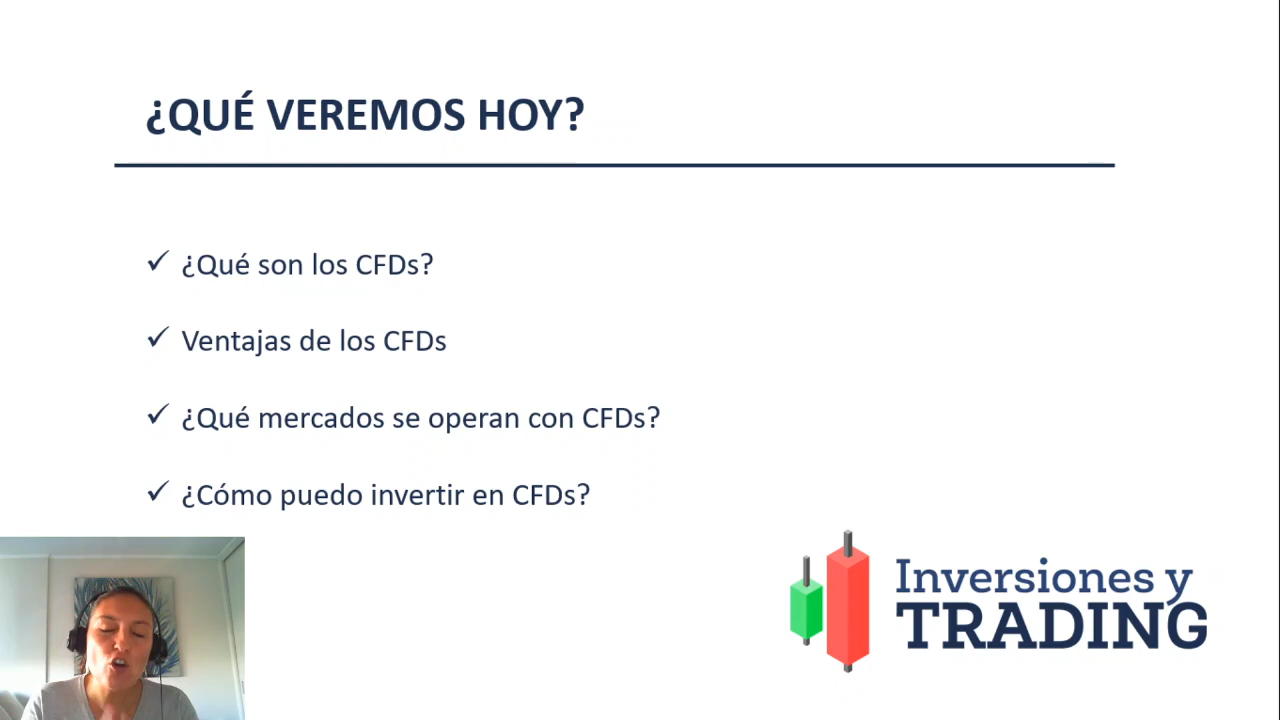 ¿QUÉ VEREMOS HOY?
✓ ¿Qué son los CFDs?
✓ Ventajas de los CFDs
✓ ¿Qué mercados se operan con CFDs?
✓ ¿Cómo puedo invertir en CFDs?
Inversiones y
TRADING